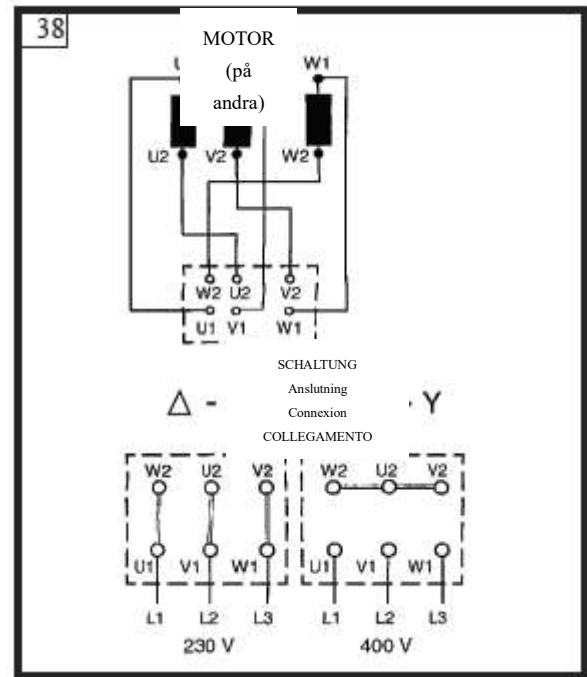 38
MOTOR
(på
andra)
W1
U2 V2 W2
W2 U2 V2
U1 V1 W1
SCHALTUNG
Anslutning
Connexion
COLLEGAMENTO
Δ - - Y
W2 U2 V2 W2 U2 V2
U1 V1 W1 U1 V1 W1
L1 L2 L3 L1 L2 L3
230 V 400 V